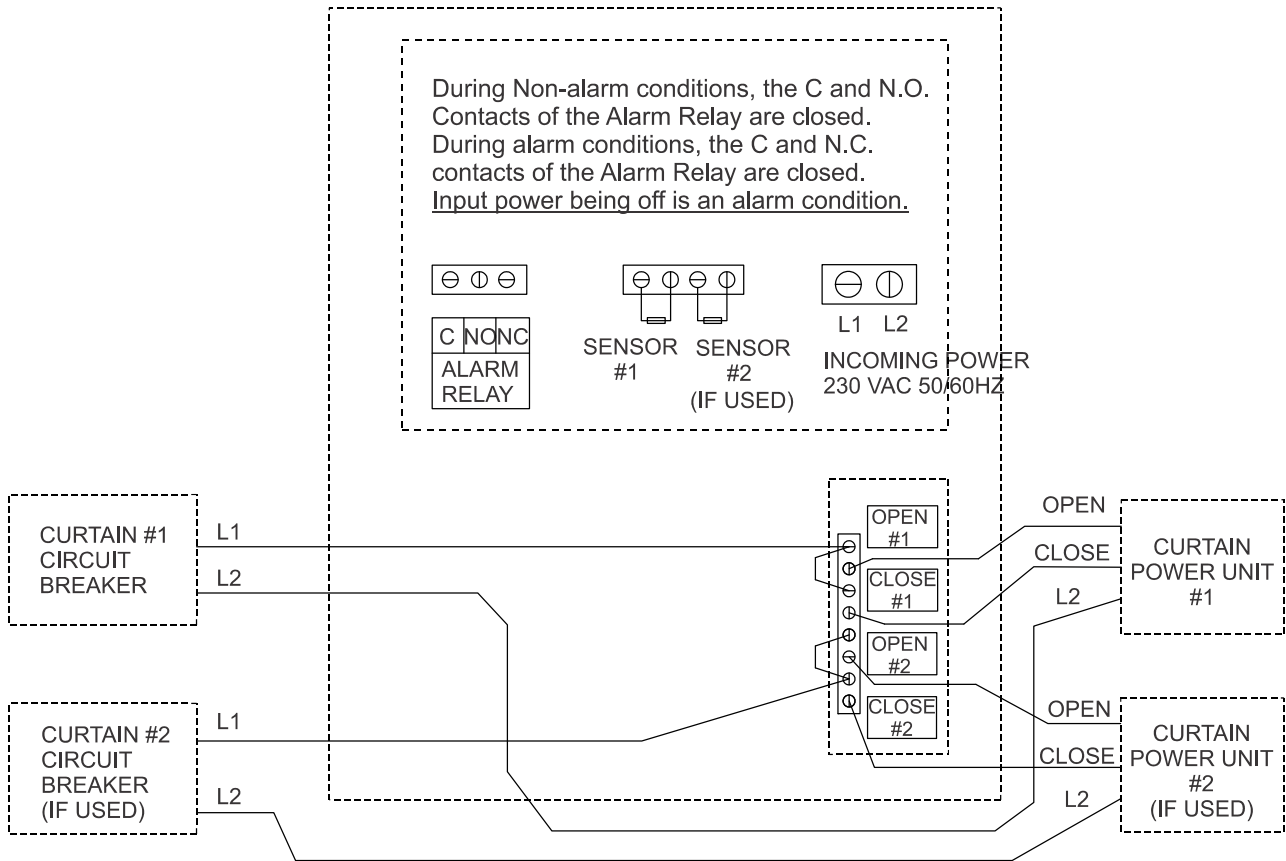 During Non-alarm conditions, the C and N.O.
Contacts of the Alarm Relay are closed.
During alarm conditions, the C and N.C.
contacts of the Alarm Relay are closed.
Input power being off is an alarm condition.
C NO NC
ALARM
RELAY
SENSOR
#1
SENSOR
#2
(IF USED)
L1 L2
INCOMING POWER
230 VAC 50/60HZ
CURTAIN #1
CIRCUIT
BREAKER
L1
L2
OPEN
#1
CLOSE
#1
OPEN
#2
CLOSE
#2
OPEN
CLOSE
L2
CURTAIN
POWER UNIT
#1
CURTAIN #2
CIRCUIT
BREAKER
(IF USED)
L1
L2
OPEN
CLOSE
L2
CURTAIN
POWER UNIT
#2
(IF USED)